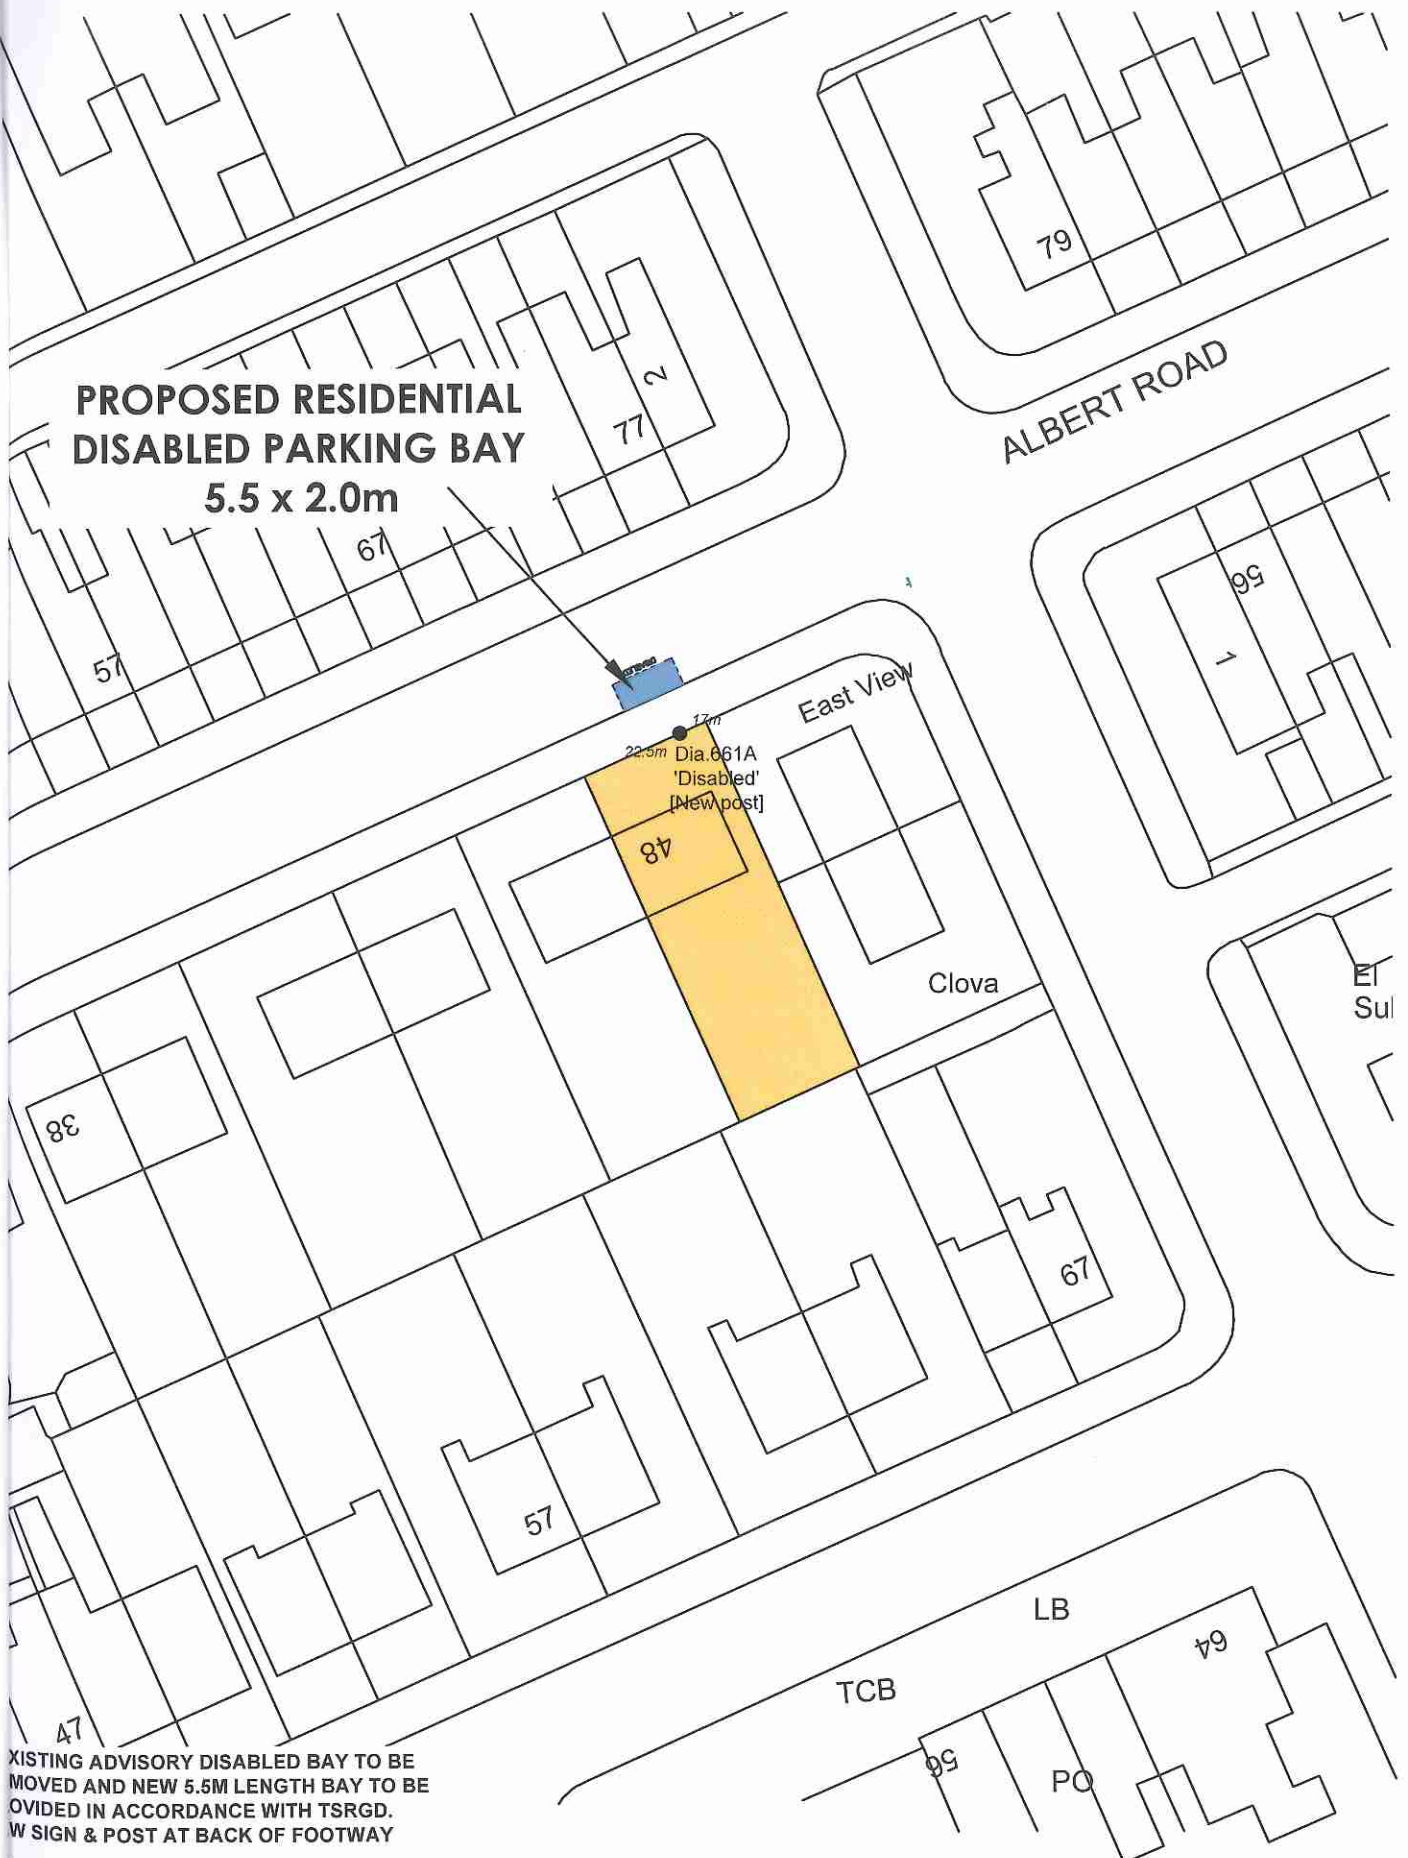 79
ALBERT ROAD
2
77
PROPOSED RESIDENTIAL
DISABLED PARKING BAY
5.5 x 2.0m
67
57
56
1
East View
17m
22.5m
Dia.661A
'Disabled'
[New post]
48
Clova
El
Sul
38
67
57
LB
64
TCB
56
PO
47
XISTING ADVISORY DISABLED BAY TO BE
MOVED AND NEW 5.5M LENGTH BAY TO BE
OVIDED IN ACCORDANCE WITH TSRGD.
W SIGN & POST AT BACK OF FOOTWAY